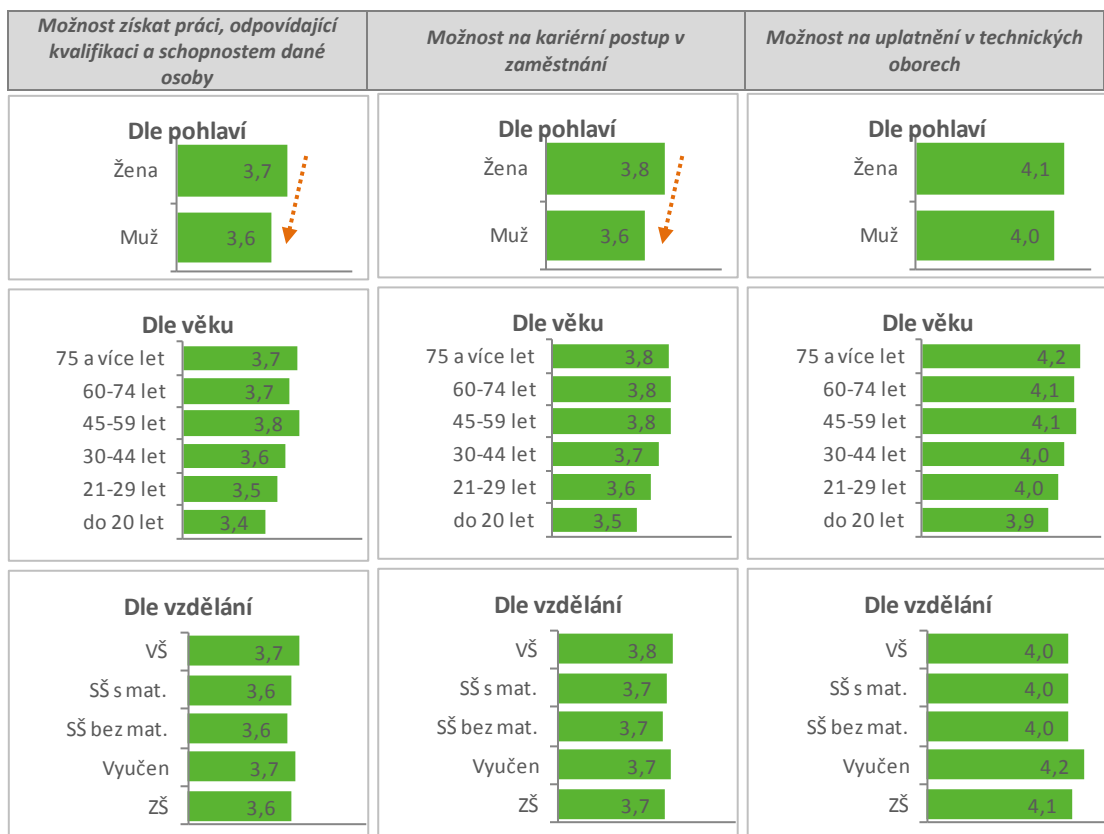 Možnost získat práci, odpovídající
kvalifikaci a schopnostem dané
osoby
Možnost na kariérní postup v
zaměstnání
Možnost na uplatnění v technických
oborech
Dle pohlaví
Žena 3,7
Muž 3,6
Dle pohlaví
Žena 3,8
Muž 3,6
Dle pohlaví
Žena 4,1
Muž 4,0
Dle věku
75 a více let 3,7
60-74 let 3,7
45-59 let 3,8
30-44 let 3,6
21-29 let 3,5
do 20 let 3,4
Dle věku
75 a více let 3,8
60-74 let 3,8
45-59 let 3,8
30-44 let 3,7
21-29 let 3,6
do 20 let 3,5
Dle věku
75 a více let 4,2
60-74 let 4,1
45-59 let 4,1
30-44 let 4,0
21-29 let 4,0
do 20 let 3,9
Dle vzdělání
VŠ 3,7
SŠ s mat. 3,6
SŠ bez mat. 3,6
Vyučen 3,7
ZŠ 3,6
Dle vzdělání
VŠ 3,8
SŠ s mat. 3,7
SŠ bez mat. 3,7
Vyučen 3,7
ZŠ 3,7
Dle vzdělání
VŠ 4,0
SŠ s mat. 4,0
SŠ bez mat. 4,0
Vyučen 4,2
ZŠ 4,1